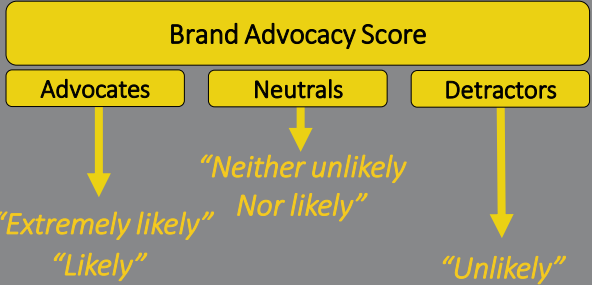 Brand Advocacy Score
Advocates
Neutrals
Detractors
“Neither unlikely
Nor likely”
“Extremely likely”
“Likely”
“Unlikely”